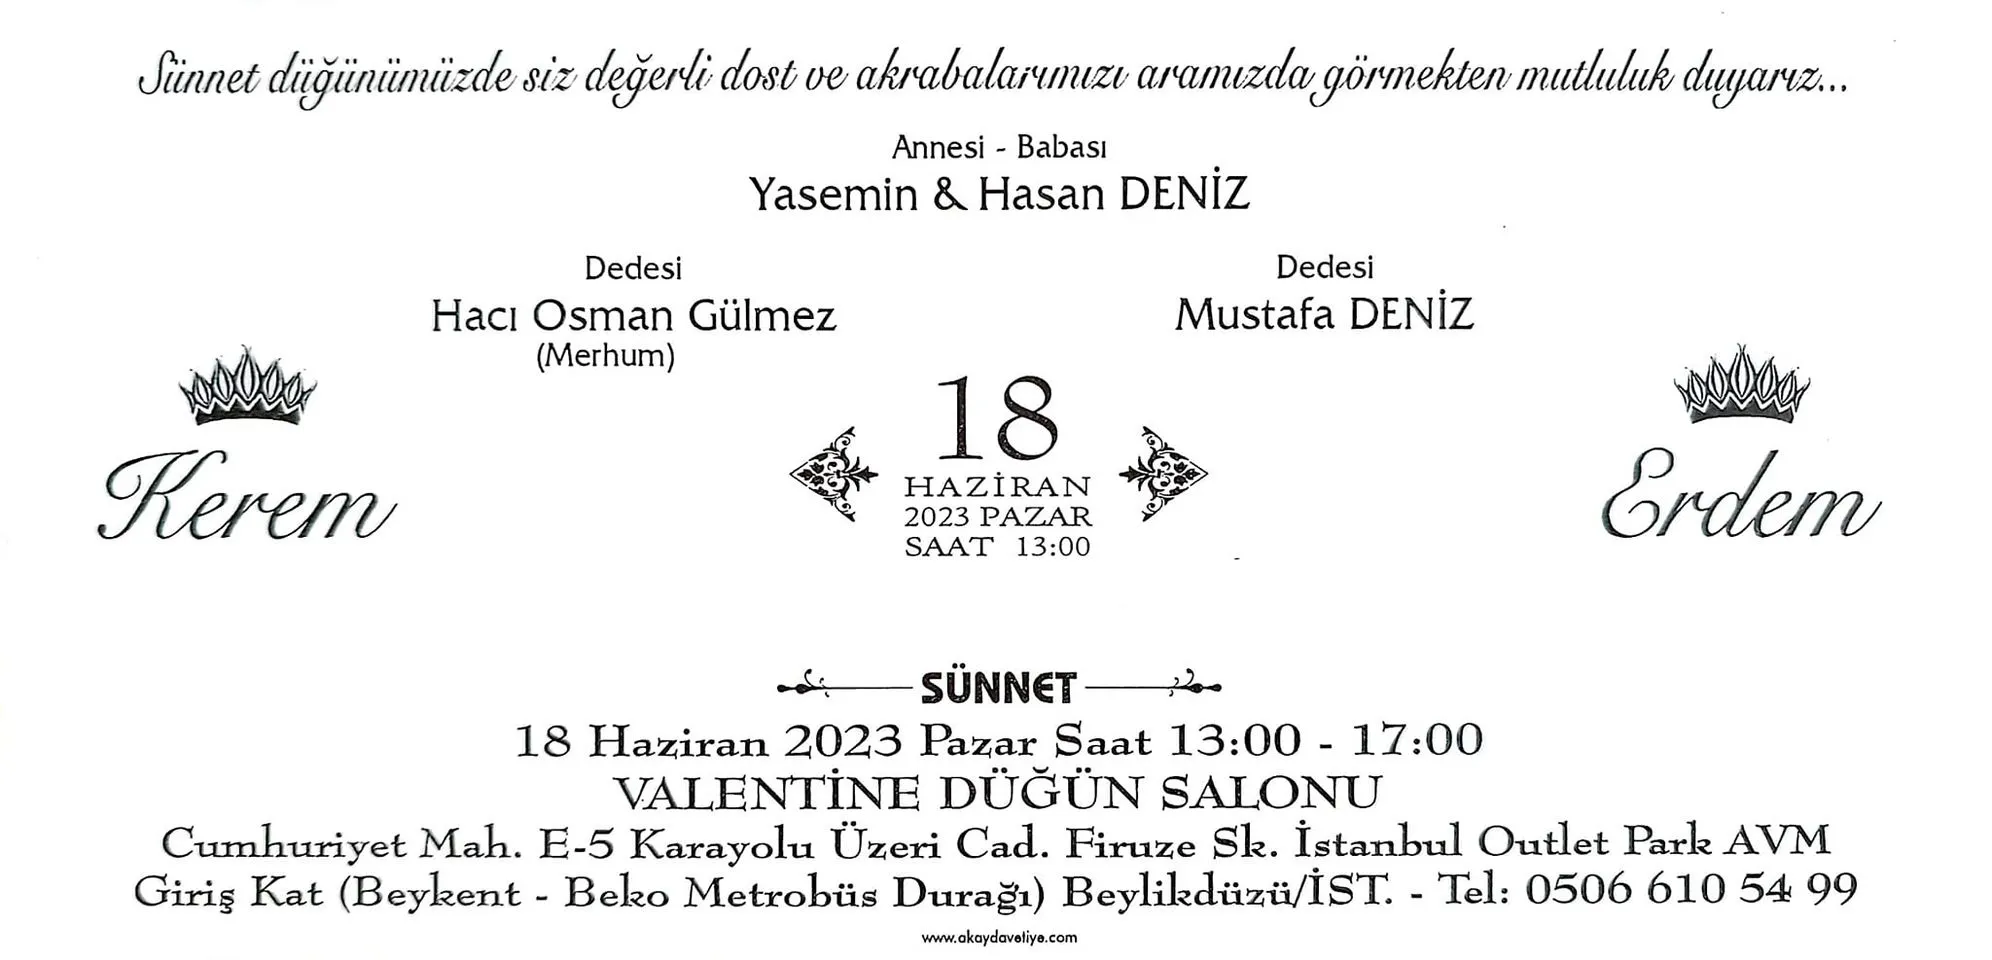 Sünnet düğünümüzde siz değerli dost ve akrabalarımızı aramızda görmekten mutluluk duyarız...
Annesi - Babası
Yasemin & Hasan DENİZ
Dedesi
Hacı Osman Gülmez
(Merhum)
Dedesi
Mustafa DENİZ
Kerem
18
HAZİRAN
2023 PAZAR
SAAT 13:00
Erdem
SÜNNET
18 Haziran 2023 Pazar Saat 13:00 - 17:00
VALENTİNE DÜĞÜN SALONU
Cumhuriyet Mah. E-5 Karayolu Üzeri Cad. Firuze Sk. İstanbul Outlet Park AVM
Giriş Kat (Beykent - Beko Metrobüs Durağı) Beylikdüzü/İST. - Tel: 0506 610 54 99
www.akaydavetiye.com